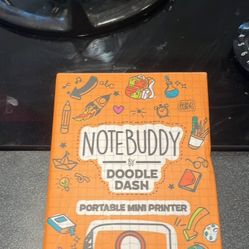 NOTEBUDDY
BY
DOODLE
DASH
PORTABLE MINI PRINTER